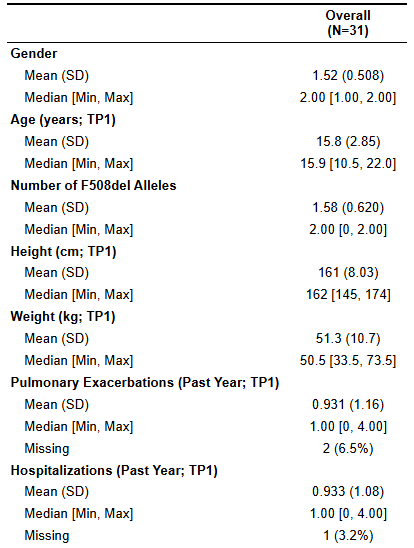 Overall
(N=31)
Gender
Mean (SD) 1.52 (0.508)
Median [Min, Max] 2.00 [1.00, 2.00]
Age (years; TP1)
Mean (SD) 15.8 (2.85)
Median [Min, Max] 15.9 [10.5, 22.0]
Number of F508del Alleles
Mean (SD) 1.58 (0.620)
Median [Min, Max] 2.00 [0, 2.00]
Height (cm; TP1)
Mean (SD) 161 (8.03)
Median [Min, Max] 162 [145, 174]
Weight (kg; TP1)
Mean (SD) 51.3 (10.7)
Median [Min, Max] 50.5 [33.5, 73.5]
Pulmonary Exacerbations (Past Year; TP1)
Mean (SD) 0.931 (1.16)
Median [Min, Max] 1.00 [0, 4.00]
Missing 2 (6.5%)
Hospitalizations (Past Year; TP1)
Mean (SD) 0.933 (1.08)
Median [Min, Max] 1.00 [0, 4.00]
Missing 1 (3.2%)